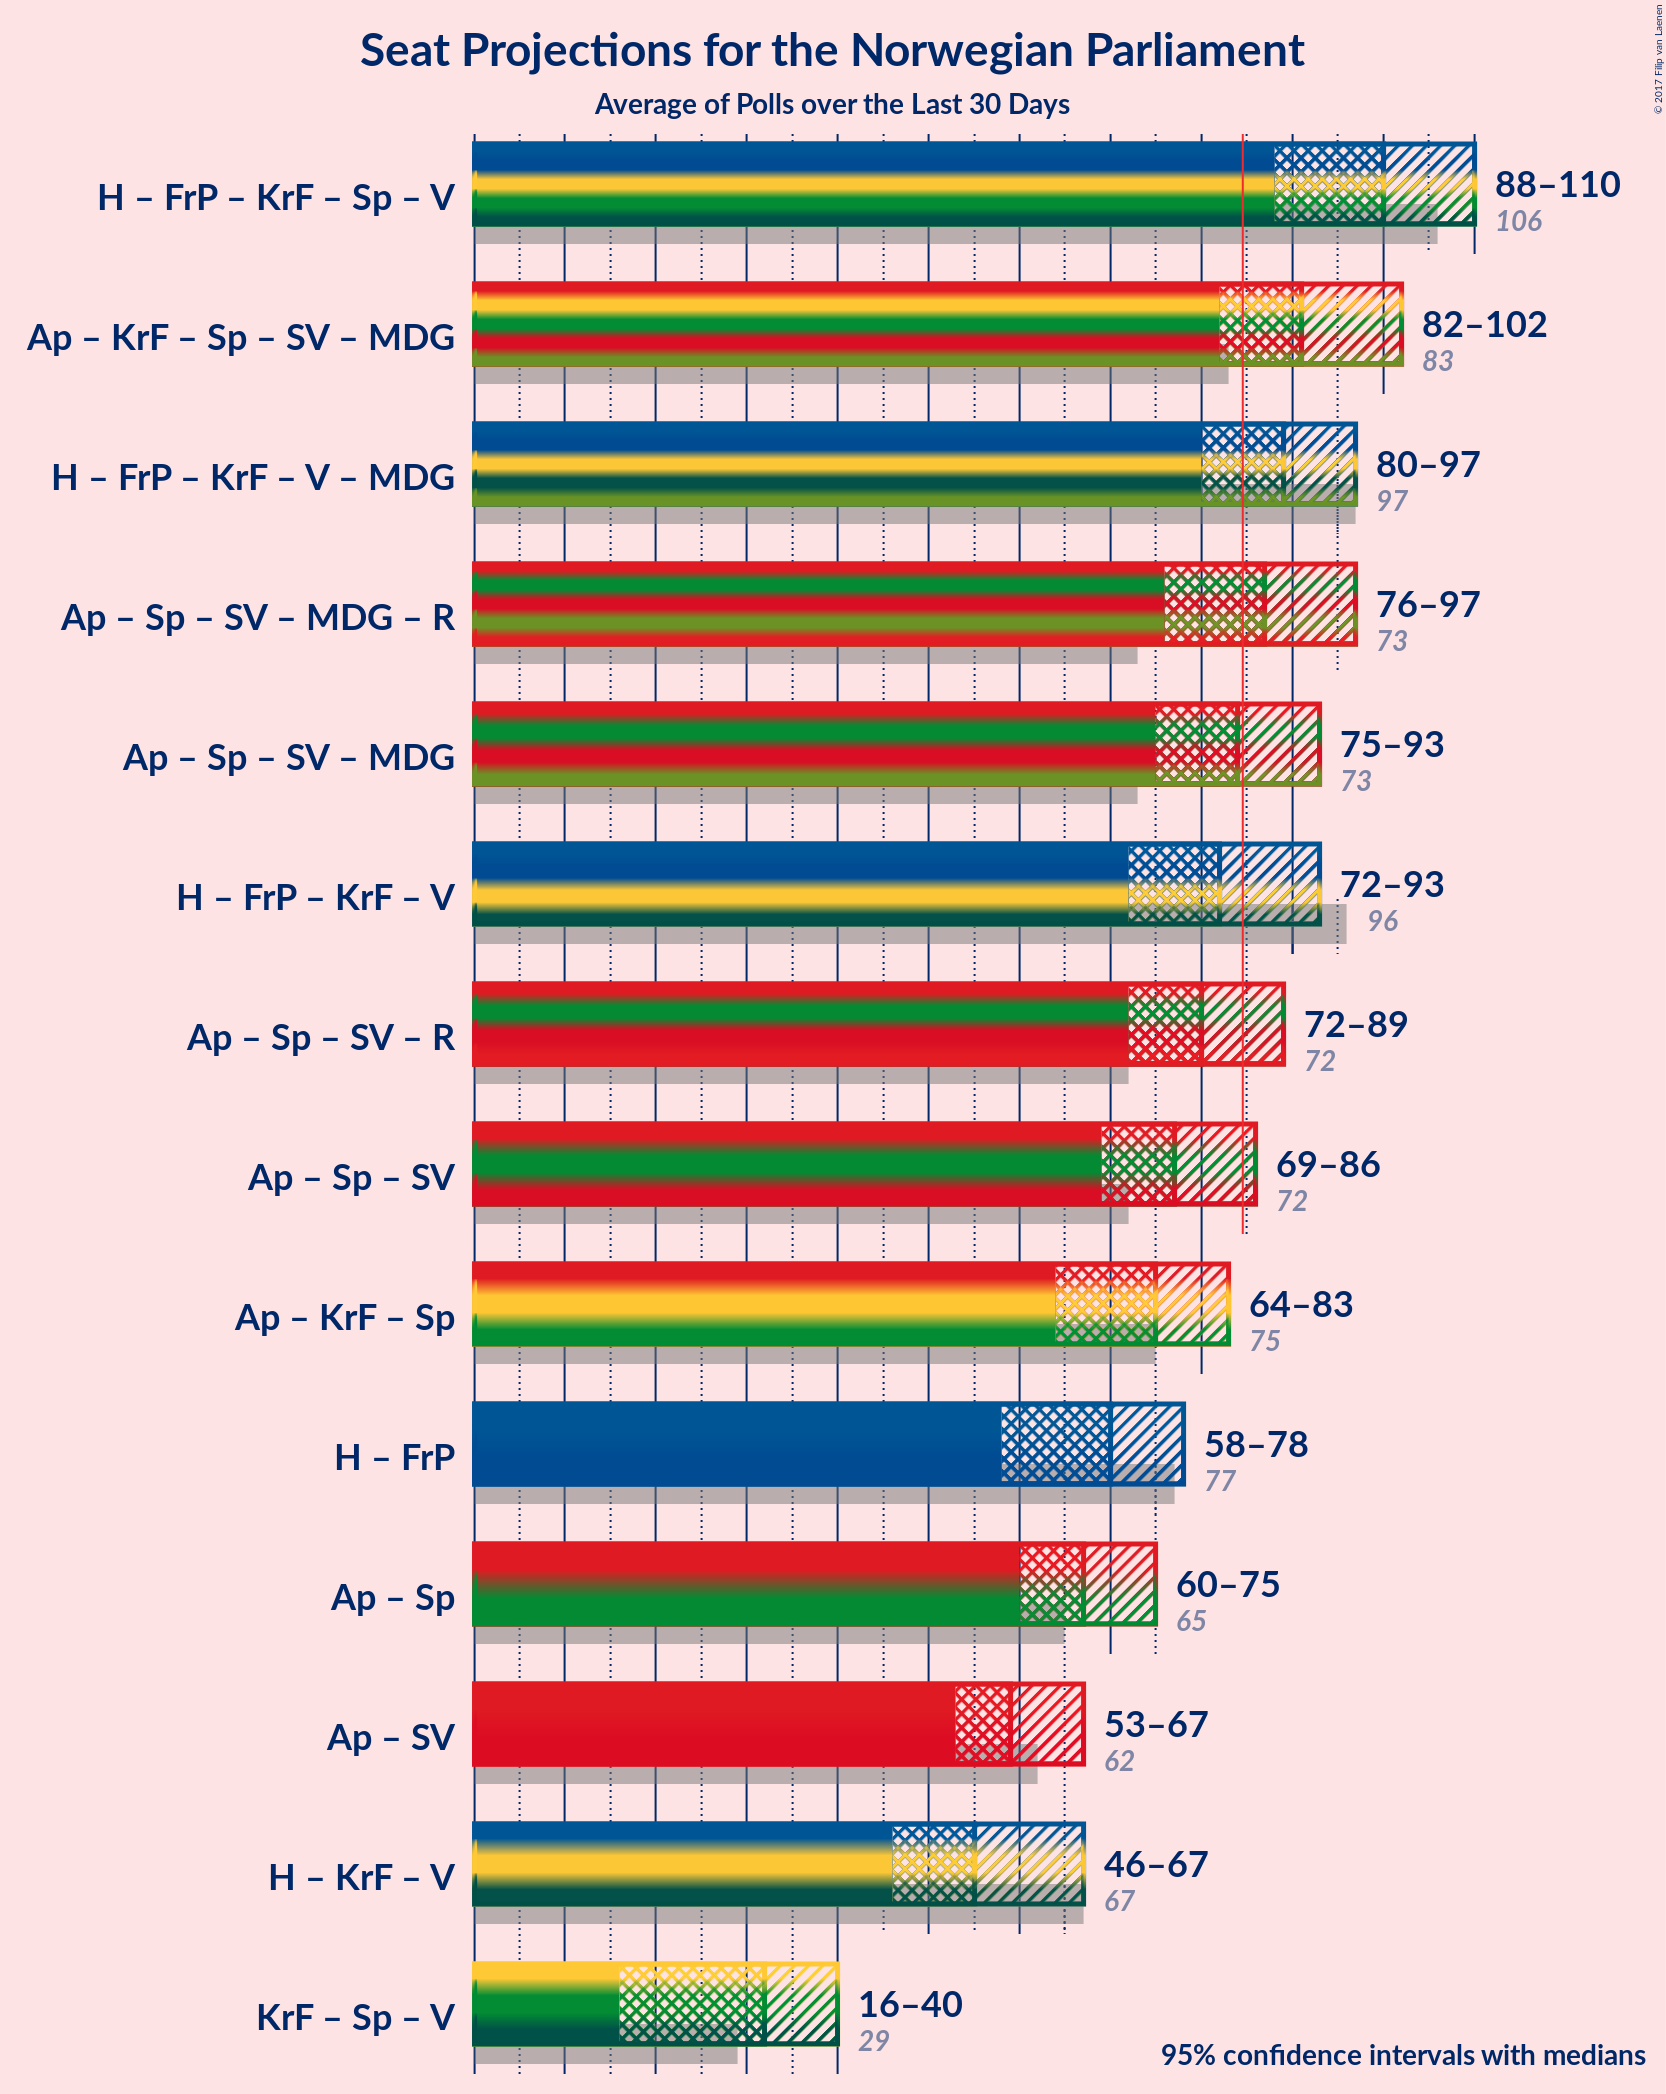 Seat Projections for the Norwegian Parliament
Average of Polls over the Last 30 Days
© 2017 Filip van Laenen
H – FrP – KrF – Sp – V
88–110
106
Ap – KrF – Sp – SV – MDG
82–102
83
H – FrP – KrF – V – MDG
80–97
97
Ap – Sp – SV – MDG – R
76–97
73
Ap – Sp – SV – MDG
75–93
73
H – FrP – KrF – V
72–93
96
Ap – Sp – SV – R
72–89
72
Ap – Sp – SV
69–86
72
Ap – KrF – Sp
64–83
75
H – FrP
58–78
77
Ap – Sp
60–75
65
Ap – SV
53–67
62
H – KrF – V
46–67
67
KrF – Sp – V
16–40
29
95% confidence intervals with medians